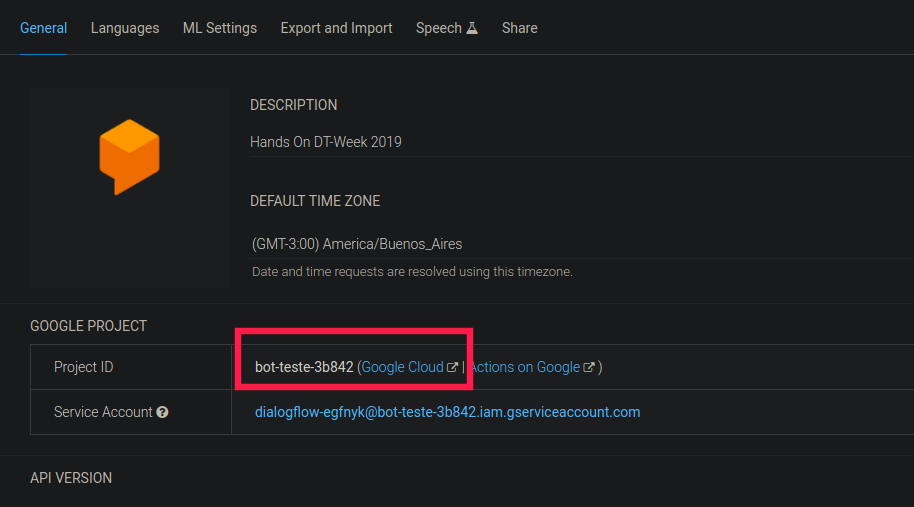 General Languages ML Settings Export and Import Speech Share
DESCRIPTION
Hands On DT-Week 2019
DEFAULT TIME ZONE
(GMT-3:00) America/Buenos_Aires
Date and time requests are resolved using this timezone.
GOOGLE PROJECT
Project ID bot-teste-3b842 (Google Cloud | Actions on Google )
Service Account dialogflow-egfnyk@bot-teste-3b842.iam.gserviceaccount.com
API VERSION